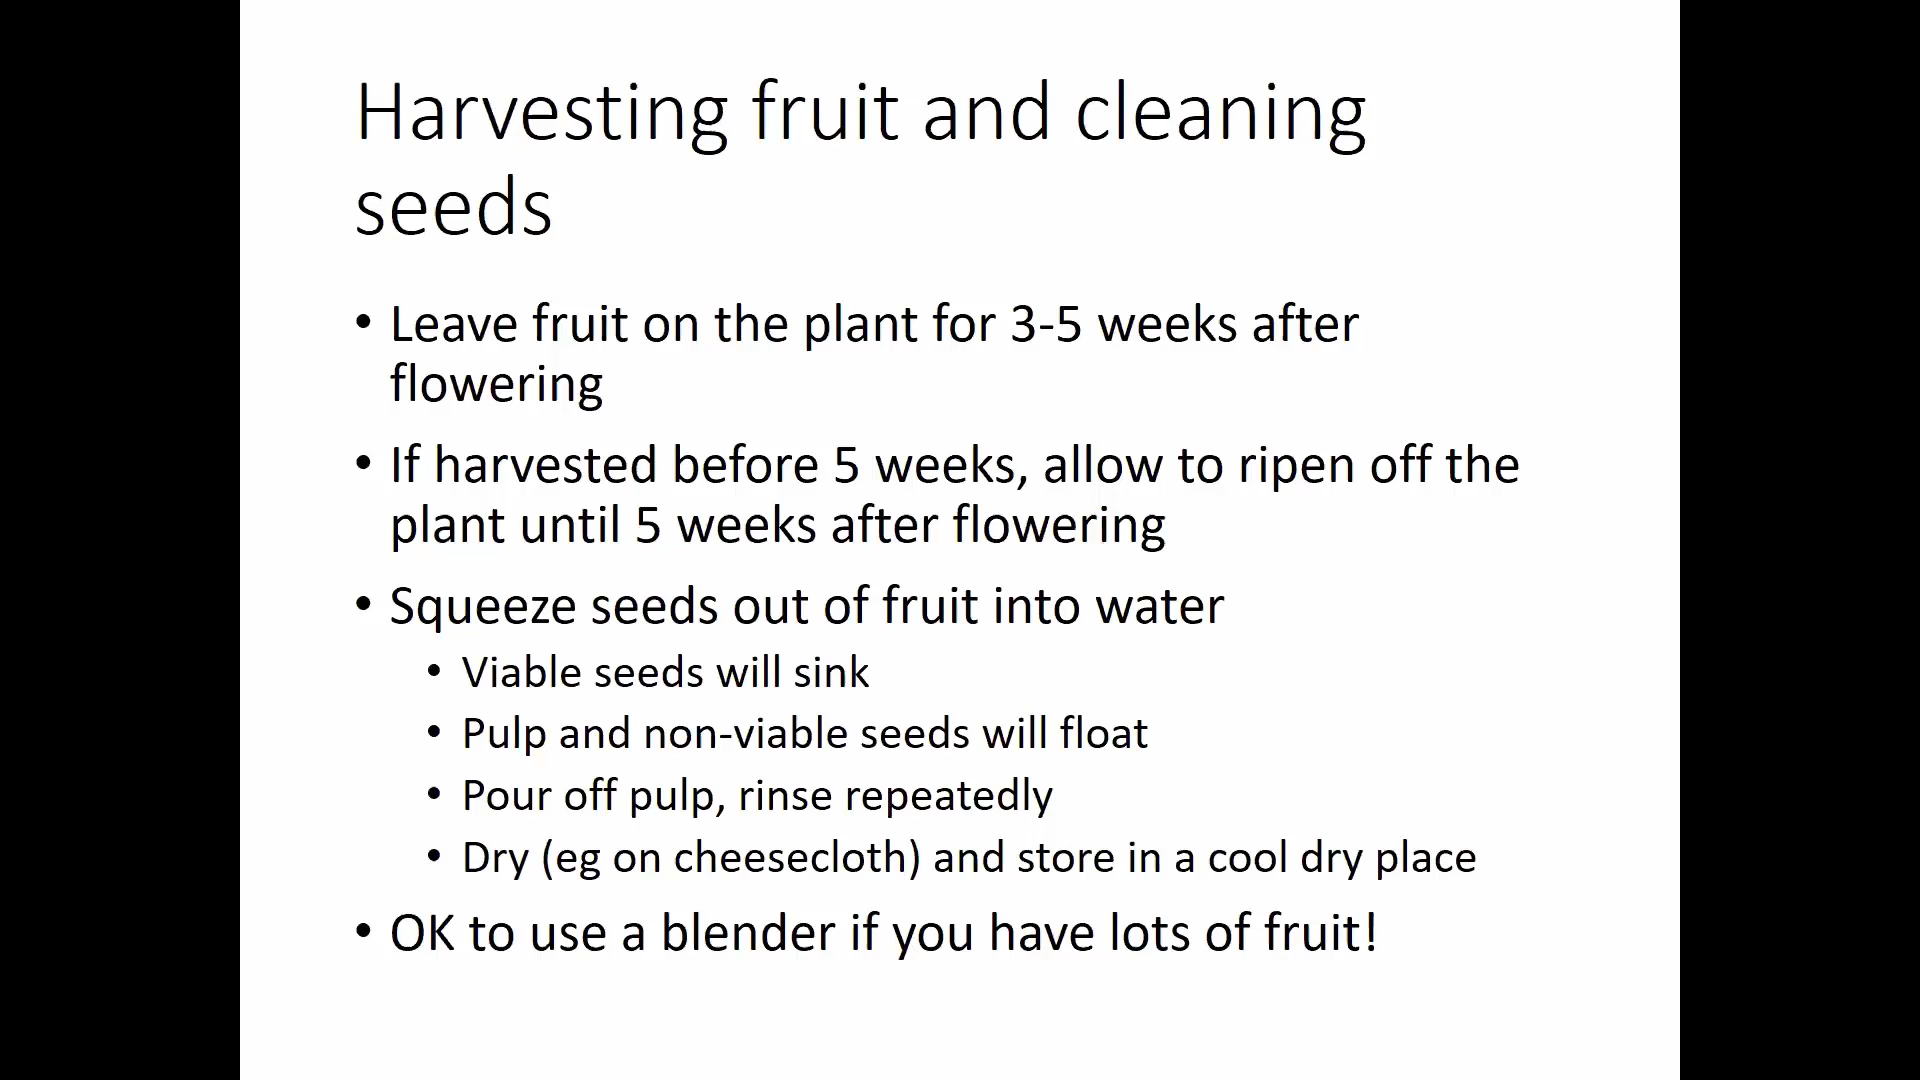 Harvesting fruit and cleaning
seeds
• Leave fruit on the plant for 3-5 weeks after
flowering
• If harvested before 5 weeks, allow to ripen off the
plant until 5 weeks after flowering
• Squeeze seeds out of fruit into water
• Viable seeds will sink
• Pulp and non-viable seeds will float
• Pour off pulp, rinse repeatedly
• Dry (eg on cheesecloth) and store in a cool dry place
• OK to use a blender if you have lots of fruit!